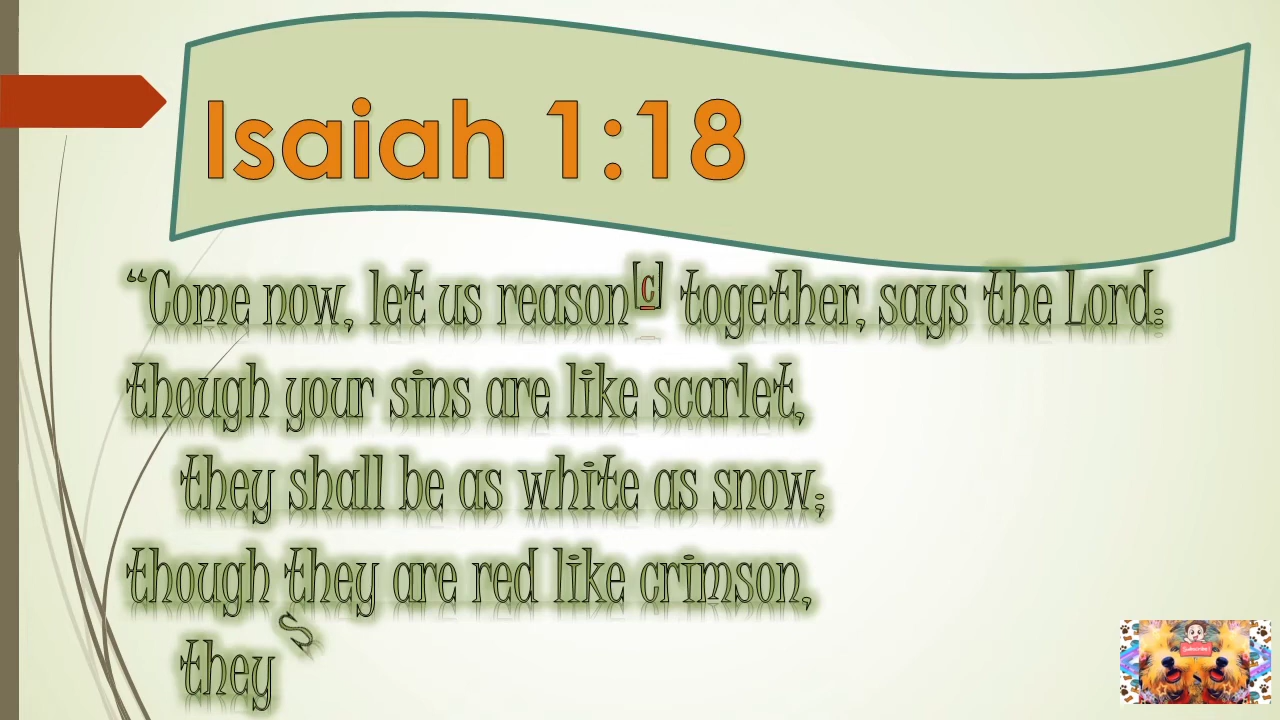 Isaiah 1:18
“Come now, let us reason[c] together, says the Lord:
though your sins are like scarlet,
they shall be as white as snow;
though they are red like crimson,
they s
Subscribe